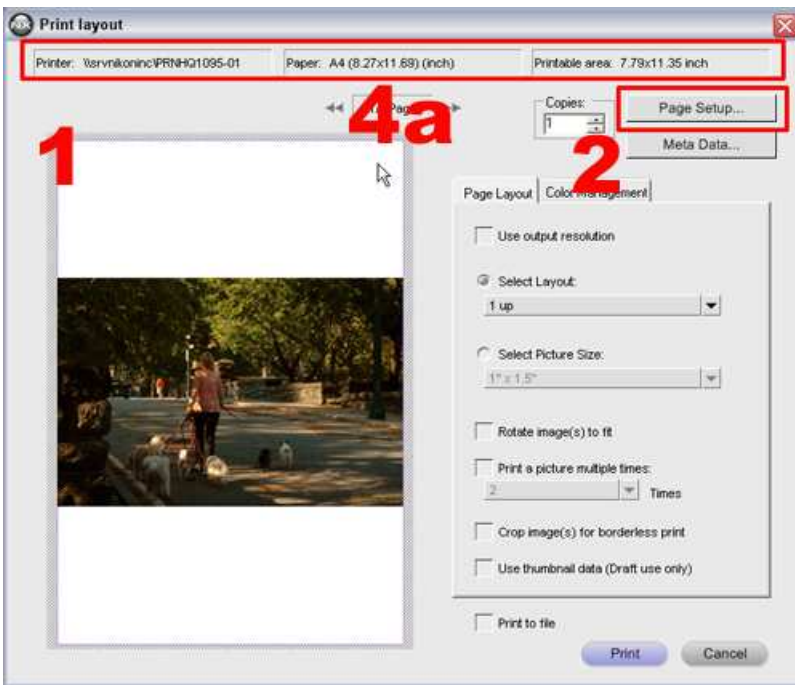 Print layout
Printer: \\srvnikoninc\PRNHQ1095-01 Paper: A4 (8.27x11.69) (inch) Printable area: 7.79x11.35 inch
4a Copies: Page Setup...
1
1 2 Meta Data...
Page Layout Color Management
Use output resolution
Select Layout:
1 up
Select Picture Size:
1" x 1.5"
Rotate image(s) to fit
Print a picture multiple times:
2 Times
Crop image(s) for borderless print
Use thumbnail data (Draft use only)
Print to file
Print Cancel